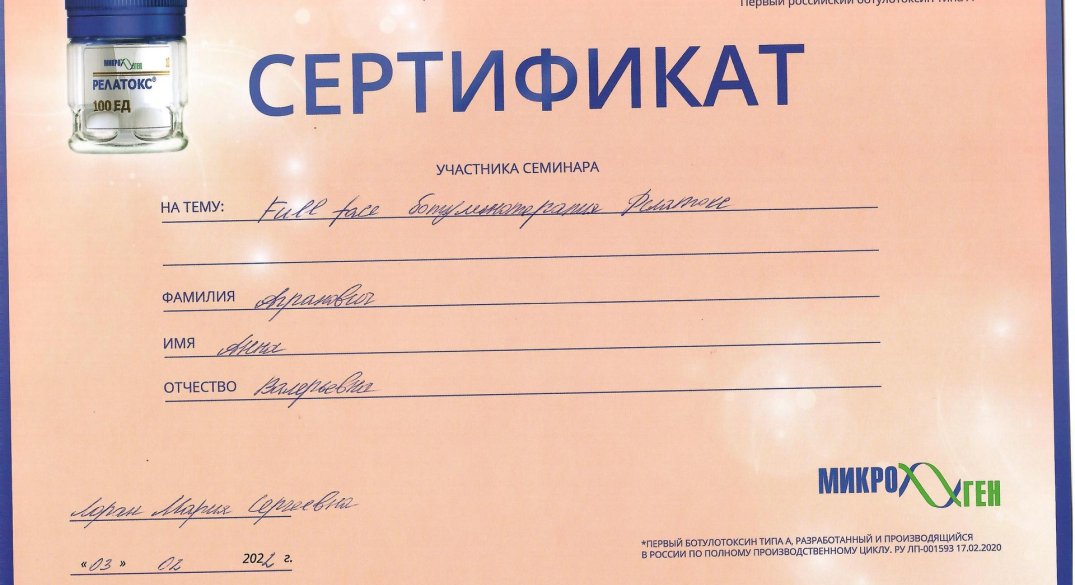 Первый российский ботулотоксин типа А*
МИКРОГЕН
РЕЛАТОКС®
100 ЕД
СЕРТИФИКАТ
УЧАСТНИКА СЕМИНАРА
НА ТЕМУ: Full face ботулинотерапия Релатокс
ФАМИЛИЯ
ИМЯ Анна
ОТЧЕСТВО Валерьевна
Мария Сергеевна
«03» 02 2022 г.
МИКРОГЕН
*ПЕРВЫЙ БОТУЛОТОКСИН ТИПА А, РАЗРАБОТАННЫЙ И ПРОИЗВОДЯЩИЙСЯ
В РОССИИ ПО ПОЛНОМУ ПРОИЗВОДСТВЕННОМУ ЦИКЛУ. РУ ЛП-001593 17.02.2020